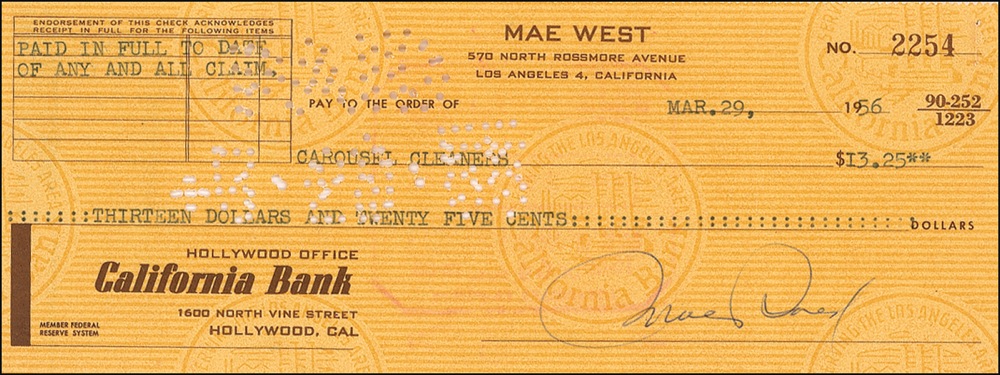 ENDORSEMENT OF THIS CHECK ACKNOWLEDGES
RECEIPT IN FULL FOR THE FOLLOWING ITEMS
PAID IN FULL TO DATE
OF ANY AND ALL CLAIM.
MAE WEST
570 NORTH ROSSMORE AVENUE
LOS ANGELES 4, CALIFORNIA
NO. 2254
PAY TO THE ORDER OF
MAR.29, 1956
90-252
1223
CAROUSEL CLEANERS $13.25**
THIRTEEN DOLLARS AND TWENTY FIVE CENTS DOLLARS
HOLLYWOOD OFFICE
California Bank
1600 NORTH VINE STREET
HOLLYWOOD, CAL
MEMBER FEDERAL
RESERVE SYSTEM
Mae West